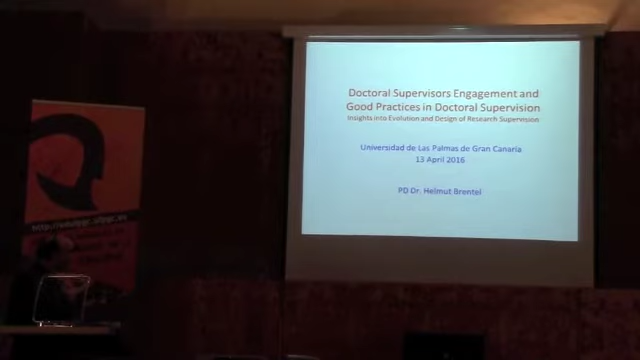 Doctoral Supervisors Engagement and
Good Practices in Doctoral Supervision
Insights into Evolution and Design of Research Supervision
Universidad de Las Palmas de Gran Canaria
13 April 2016
PD Dr. Helmut Brentel